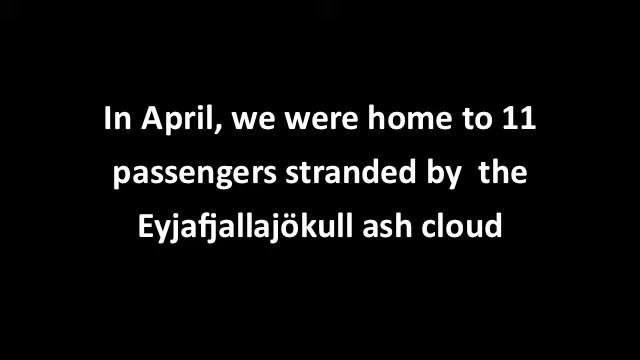 In April, we were home to 11
passengers stranded by  the
Eyjafjallajökull ash cloud